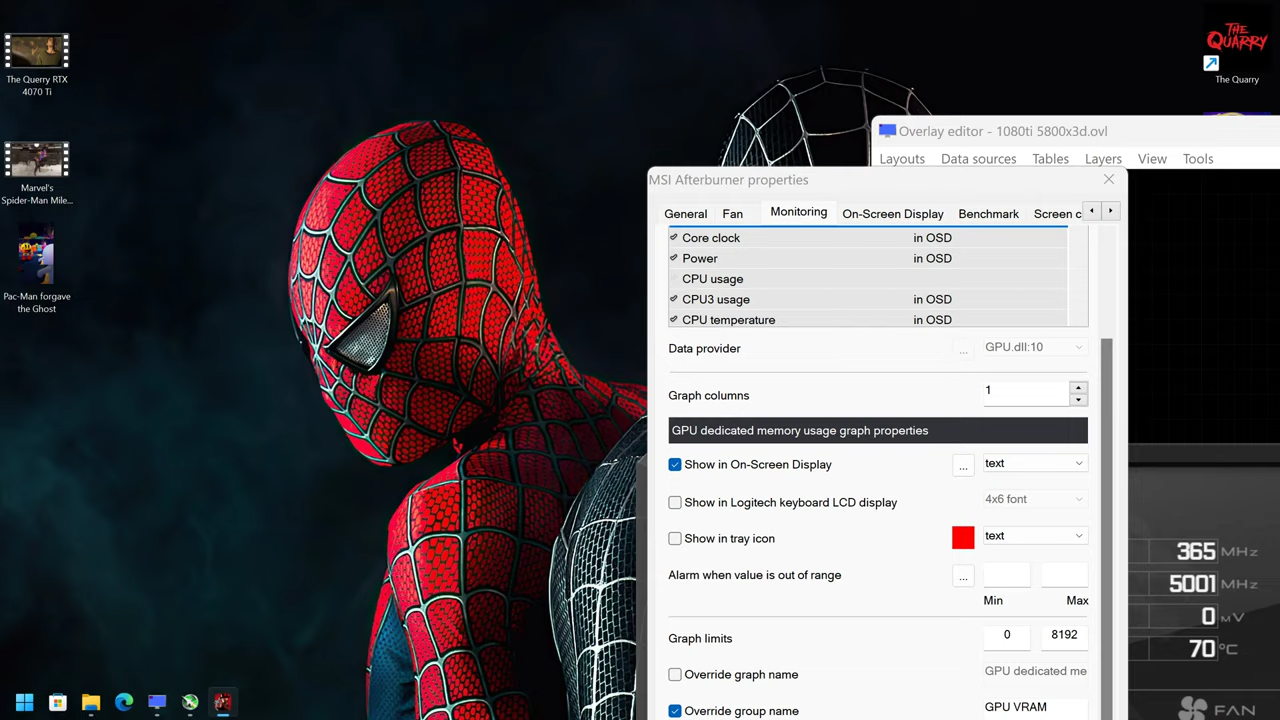 The Querry RTX
4070 Ti
Marvel's
Spider-Man Mile...
Pac-Man forgave
the Ghost
THE
QUARRY
The Quarry
Overlay editor - 1080ti 5800x3d.ovl
Layouts Data sources Tables Layers View Tools
MSI Afterburner properties
General Fan Monitoring On-Screen Display Benchmark Screen c
Core clock in OSD
Power in OSD
CPU usage
CPU3 usage in OSD
CPU temperature in OSD
Data provider ... GPU.dll:10
Graph columns 1
GPU dedicated memory usage graph properties
Show in On-Screen Display ... text
Show in Logitech keyboard LCD display 4x6 font
Show in tray icon text
Alarm when value is out of range ...
Min Max
Graph limits 0 8192
Override graph name GPU dedicated me
Override group name GPU VRAM
365 MHz
5001 MHz
0 MV
70 °C
FAN